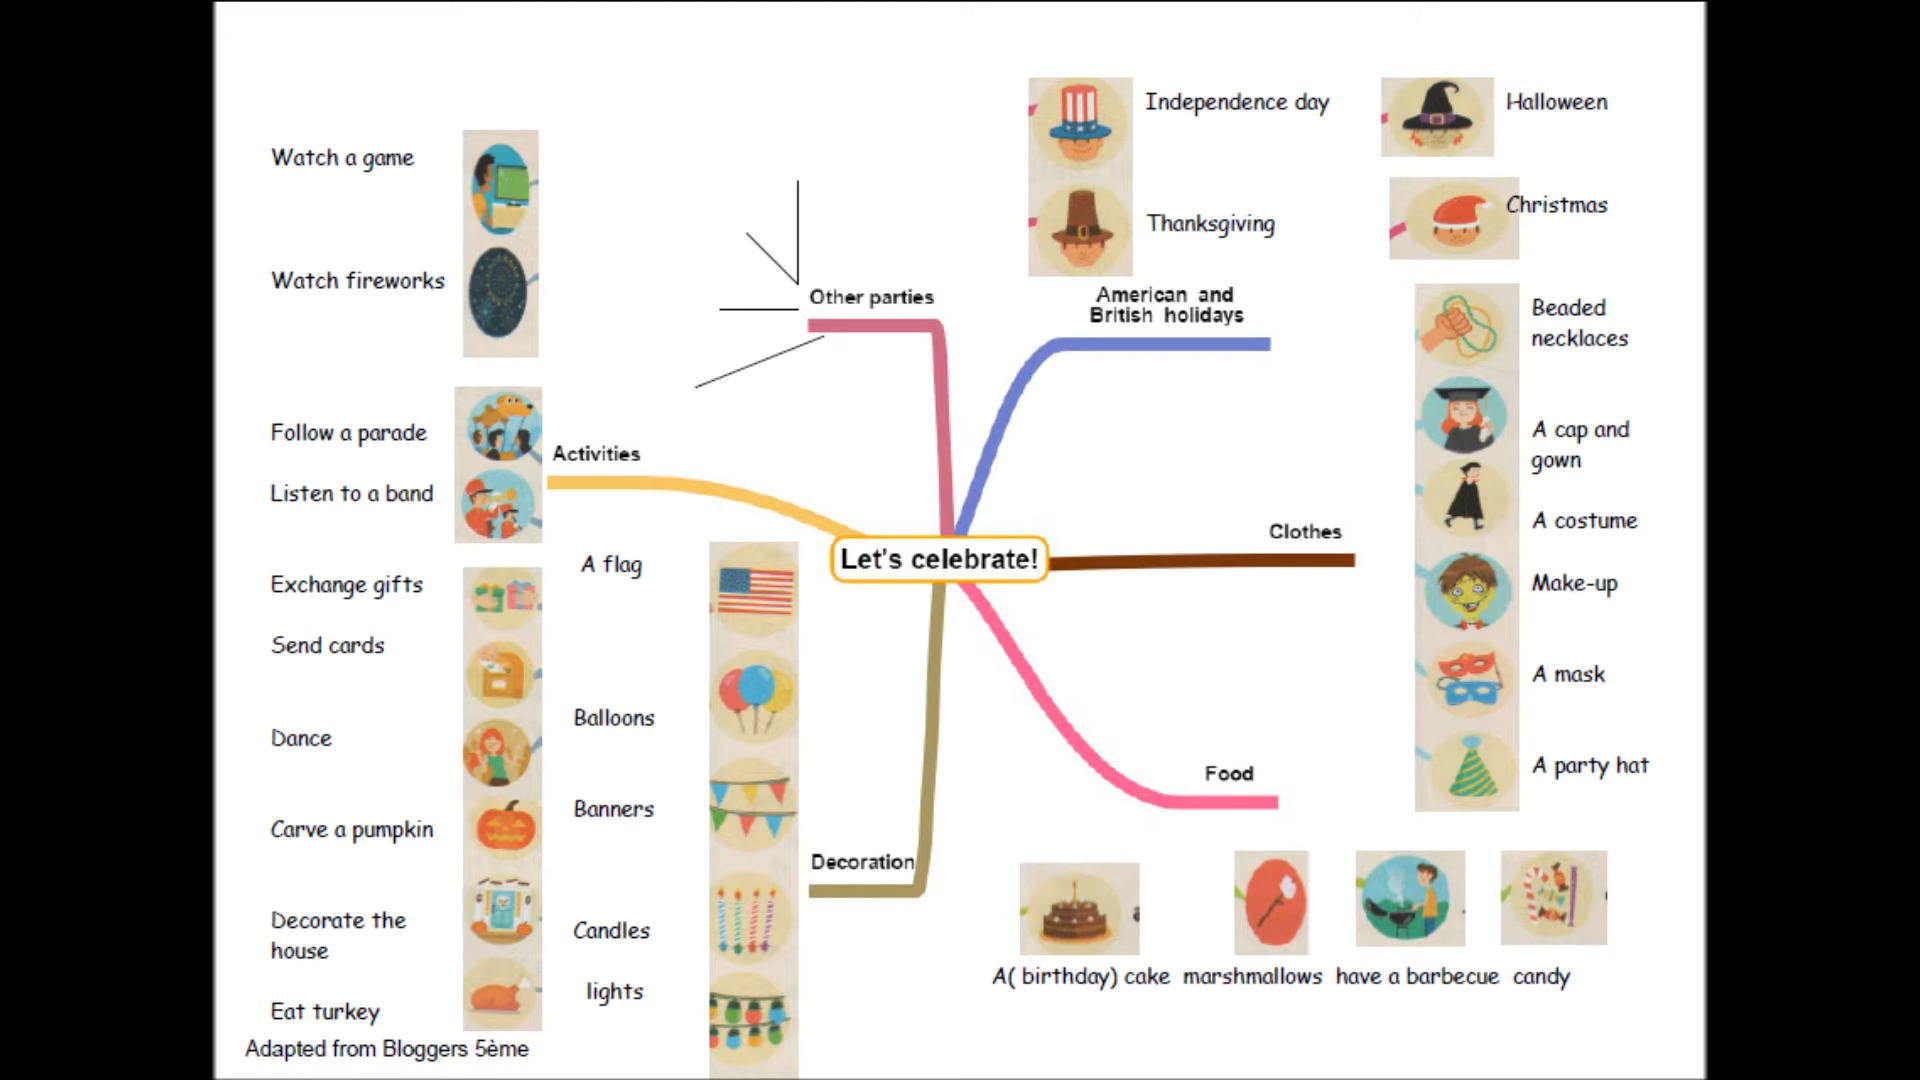 Independence day
Halloween
Thanksgiving
Christmas
American and
British holidays
Other parties
Watch a game
Watch fireworks
Follow a parade
Listen to a band
Exchange gifts
Send cards
Dance
Carve a pumpkin
Decorate the
house
Eat turkey
Activities
Let's celebrate!
Clothes
Beaded
necklaces
A cap and
gown
A costume
Make-up
A mask
A party hat
A flag
Balloons
Banners
Candles
lights
Decoration
Food
A( birthday) cake marshmallows have a barbecue candy
Adapted from Bloggers 5ème